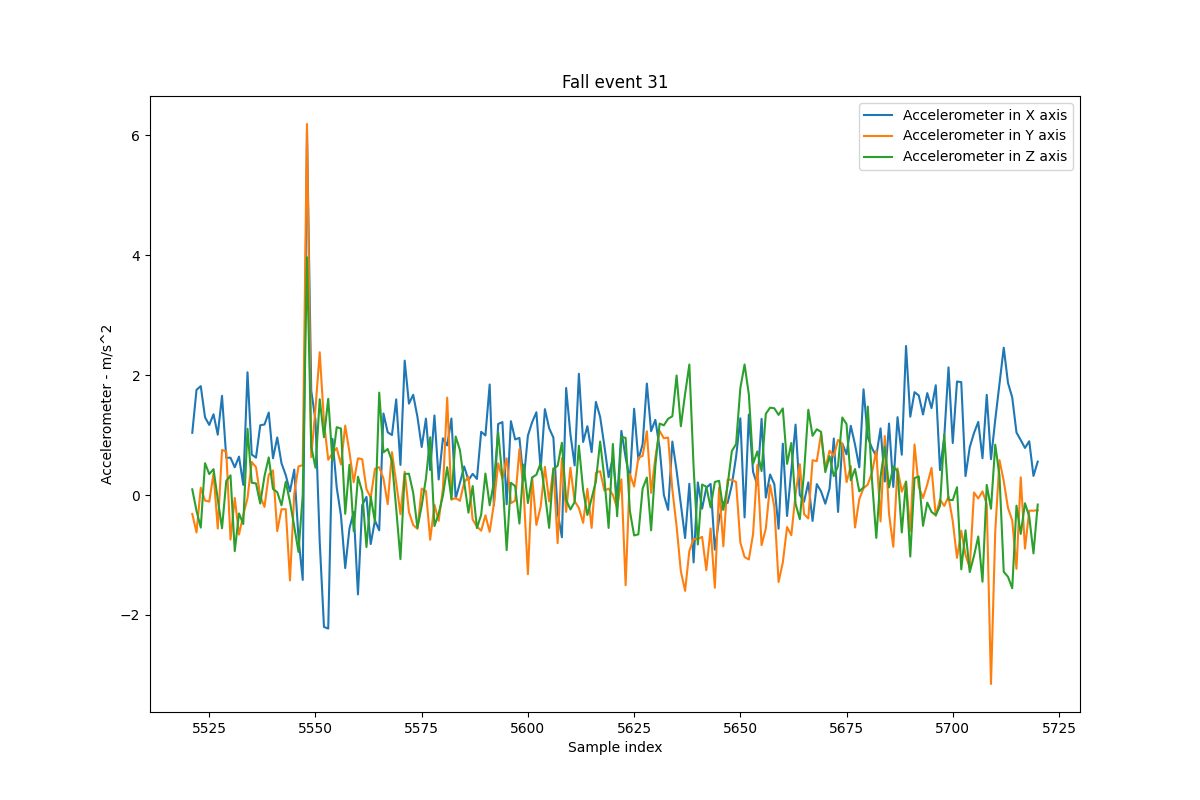 Fall event 31
Accelerometer in X axis
Accelerometer in Y axis
Accelerometer in Z axis
Accelerometer - m/s^2
6
4
2
0
−2
5525 5550 5575 5600 5625 5650 5675 5700 5725
Sample index